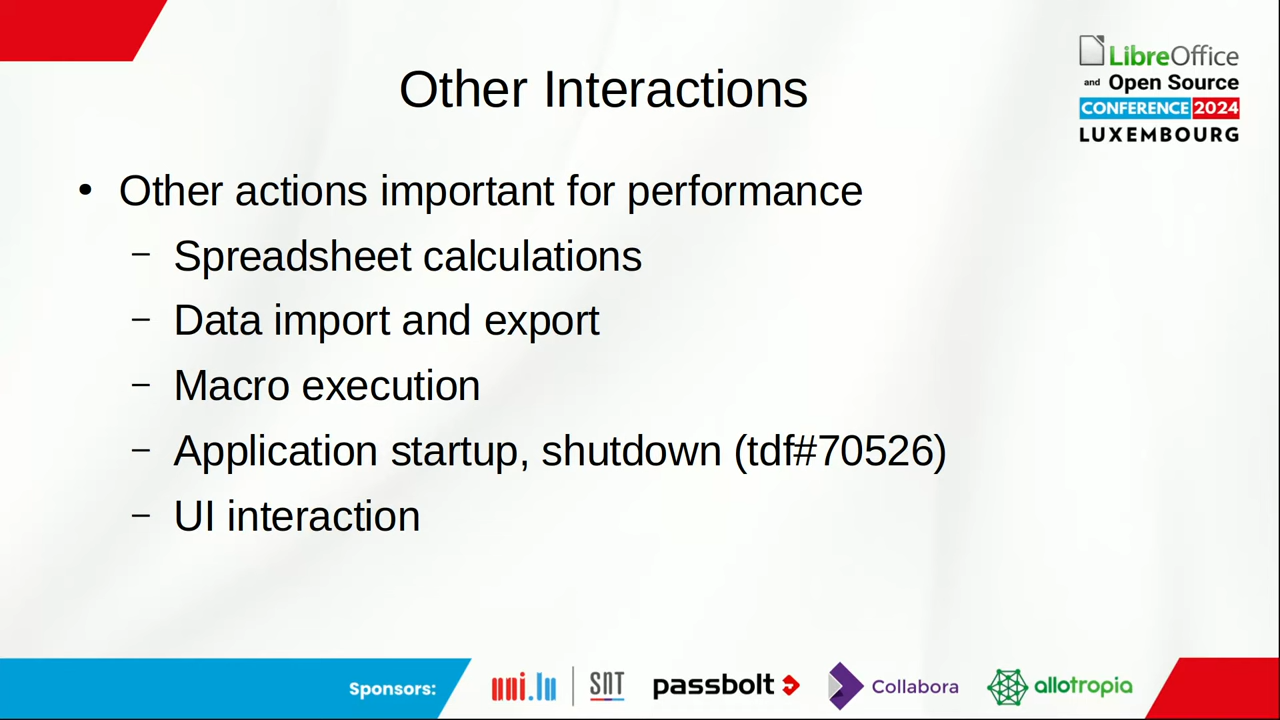 LibreOffice
and Open Source
CONFERENCE 2024
LUXEMBOURG
Other Interactions
• Other actions important for performance
– Spreadsheet calculations
– Data import and export
– Macro execution
– Application startup, shutdown (tdf#70526)
– UI interaction
Sponsors: uni.lu SNT passbolt Collabora allotropia